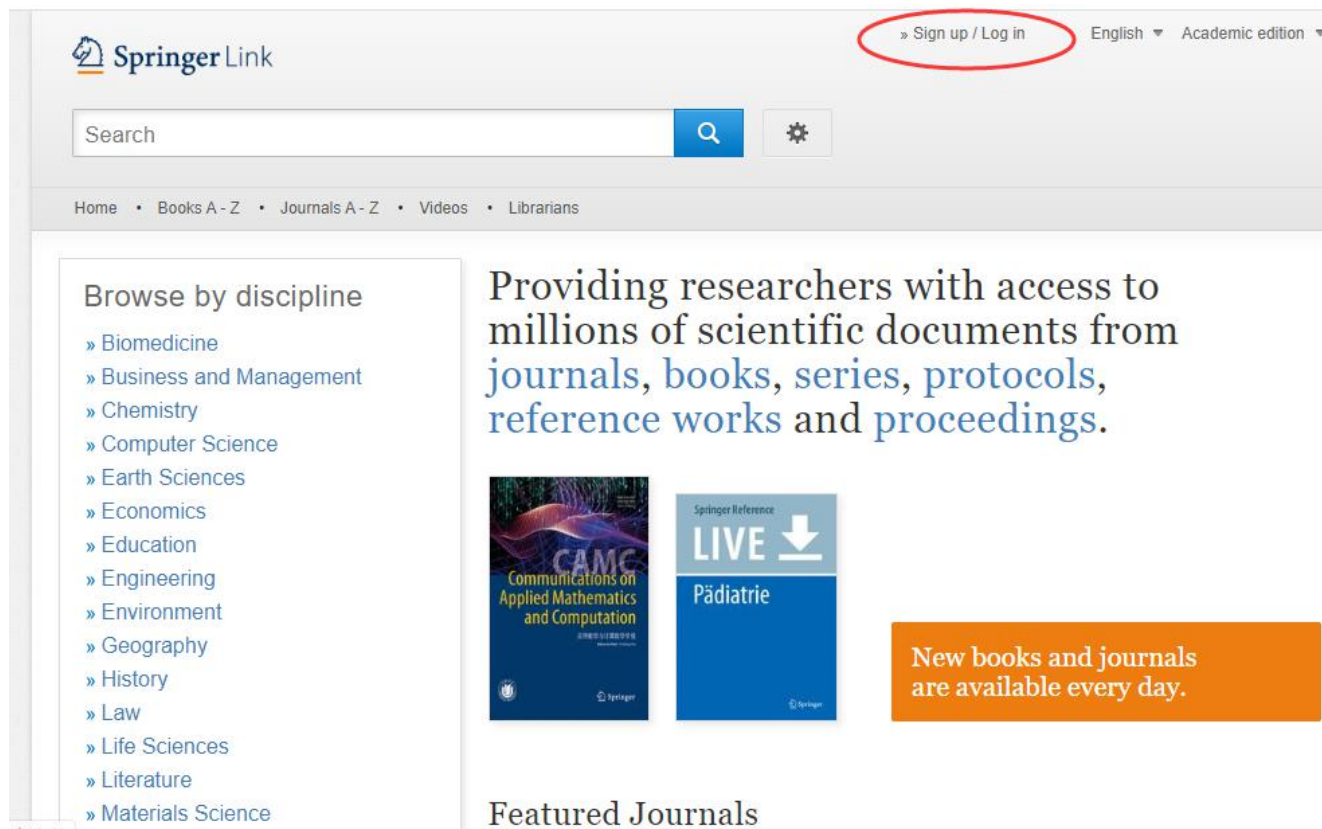 » Sign up / Log in English Academic edition
Springer Link
Search
Home • Books A - Z • Journals A - Z • Videos • Librarians
Browse by discipline
» Biomedicine
» Business and Management
» Chemistry
» Computer Science
» Earth Sciences
» Economics
» Education
» Engineering
» Environment
» Geography
» History
» Law
» Life Sciences
» Literature
» Materials Science
Providing researchers with access to
millions of scientific documents from
journals, books, series, protocols,
reference works and proceedings.
CAMC
Communications on
Applied Mathematics
and Computation
Springer
Springer Reference
LIVE
Pädiatrie
Springer
New books and journals
are available every day.
Featured Journals